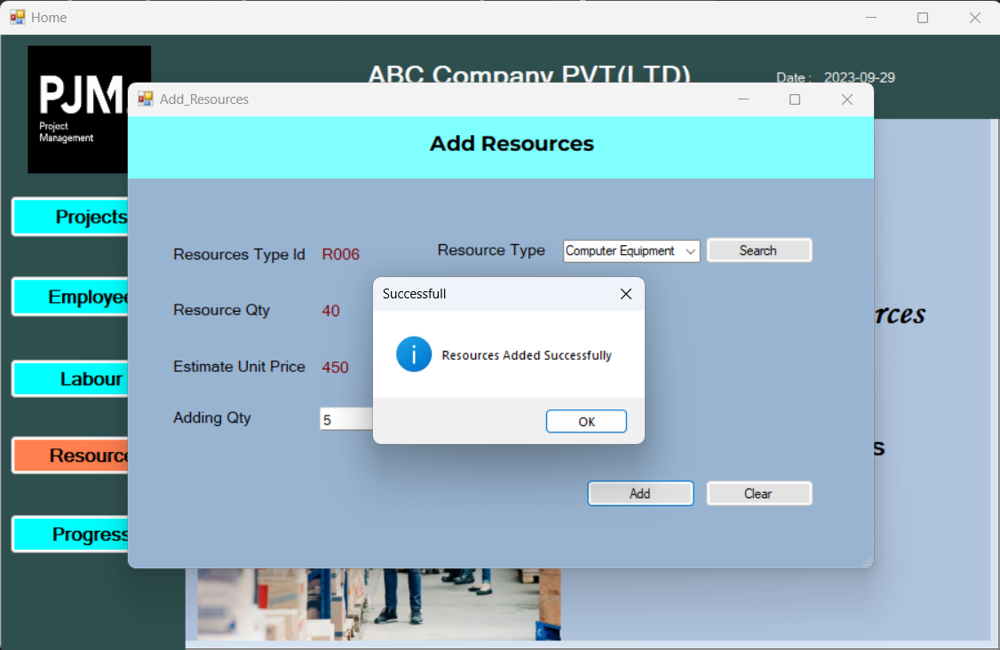 Home
PJM
Project
Management
ABC Company PVT(LTD)
Date : 2023-09-29
Add_Resources
Add Resources
Projects
Employee
Labour
Resource
Progress
Resources Type Id R006
Resource Type Computer Equipment Search
Resource Qty 40
Estimate Unit Price 450
Adding Qty 5
Successfull
Resources Added Successfully
OK
Add Clear
rces
s